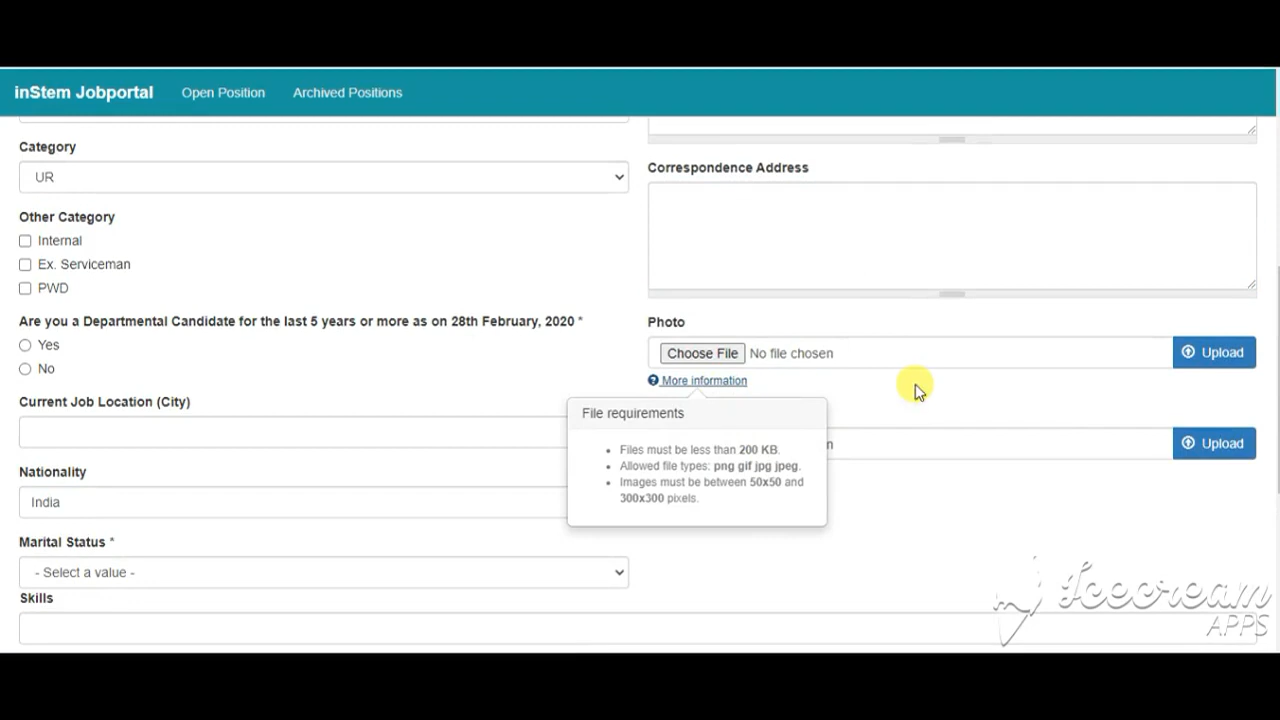 inStem Jobportal
Open Position
Archived Positions
Category
UR
Other Category
Internal
Ex. Serviceman
PWD
Are you a Departmental Candidate for the last 5 years or more as on 28th February, 2020 *
Yes
No
Current Job Location (City)
Nationality
India
Marital Status *
- Select a value -
Skills
Correspondence Address
Photo
Choose File No file chosen
Upload
More information
File requirements
Files must be less than 200 KB.
Allowed file types: png gif jpg jpeg.
Images must be between 50x50 and
300x300 pixels.
Upload
Icecream
APPS